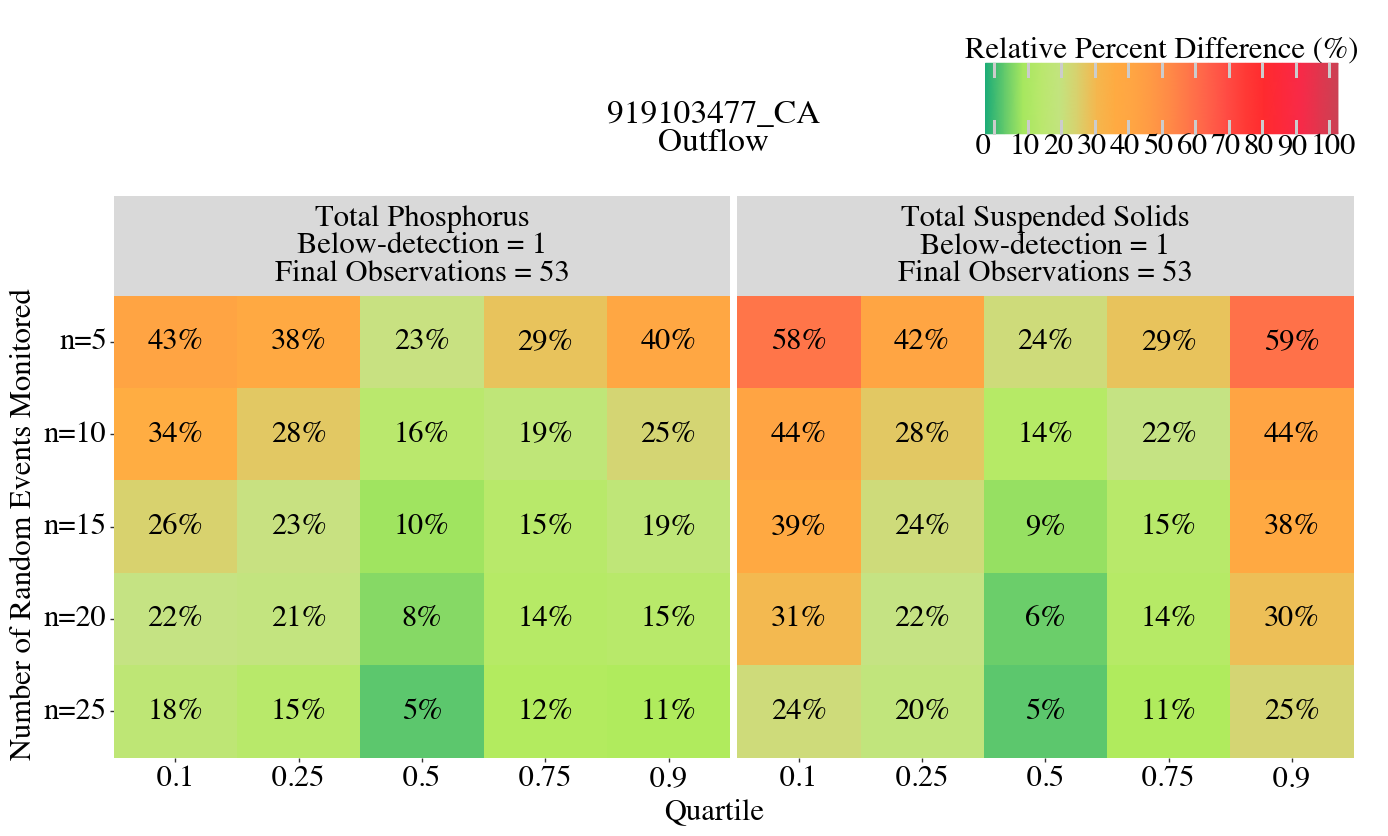 Relative Percent Difference (%)
0 10 20 30 40 50 60 70 80 90 100
919103477_CA
Outflow
Total Phosphorus
Below-detection = 1
Final Observations = 53
Total Suspended Solids
Below-detection = 1
Final Observations = 53
Number of Random Events Monitored
n=5 43% 38% 23% 29% 40% 58% 42% 24% 29% 59%
n=10 34% 28% 16% 19% 25% 44% 28% 14% 22% 44%
n=15 26% 23% 10% 15% 19% 39% 24% 9% 15% 38%
n=20 22% 21% 8% 14% 15% 31% 22% 6% 14% 30%
n=25 18% 15% 5% 12% 11% 24% 20% 5% 11% 25%
0.1 0.25 0.5 0.75 0.9 0.1 0.25 0.5 0.75 0.9
Quartile